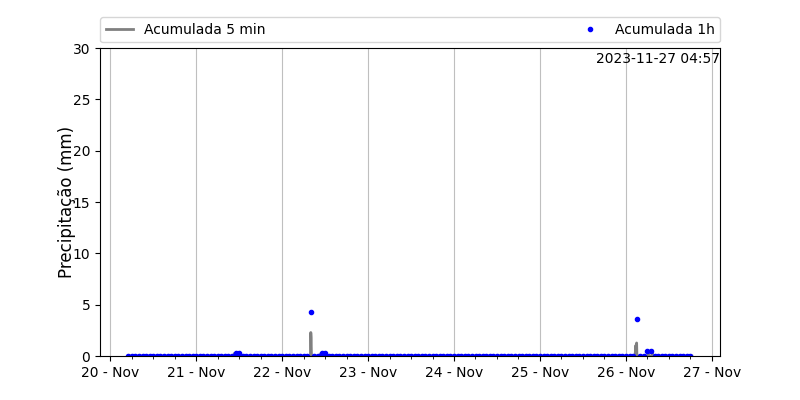 Acumulada 5 min
Acumulada 1h
2023-11-27 04:57
Precipitação (mm)
30
25
20
15
10
5
0
20 - Nov
21 - Nov
22 - Nov
23 - Nov
24 - Nov
25 - Nov
26 - Nov
27 - Nov